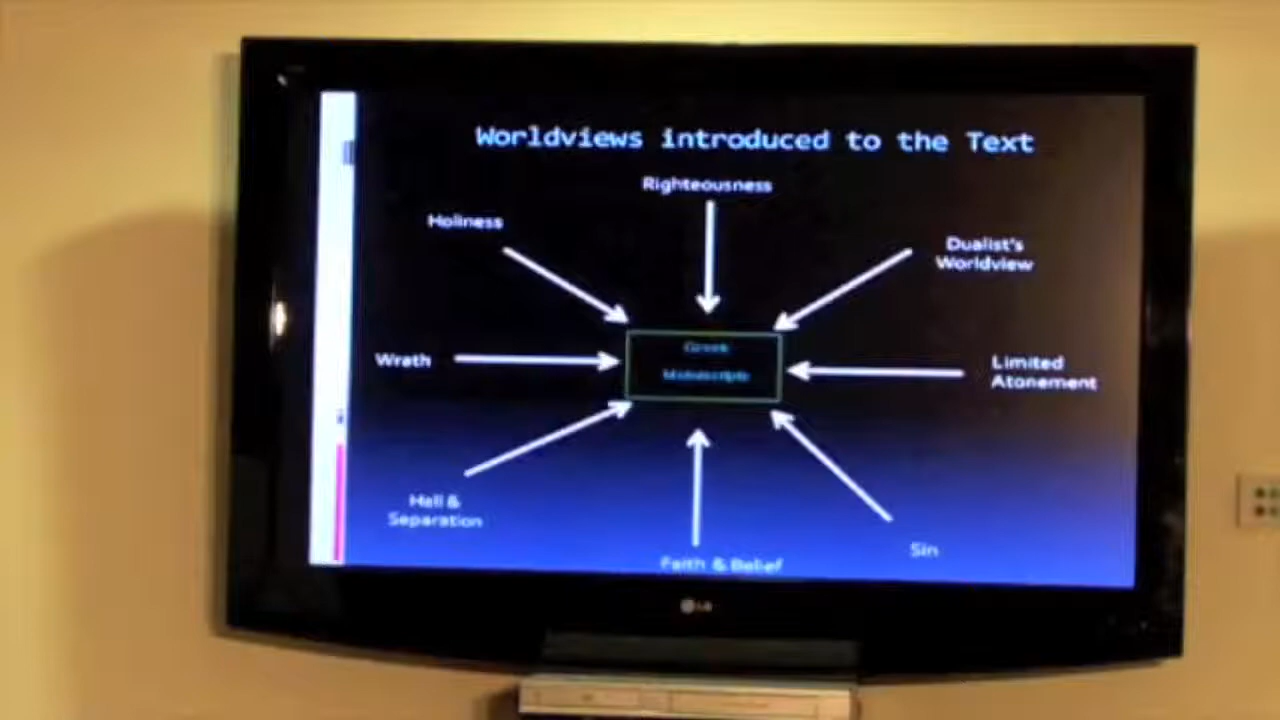 Worldviews introduced to the Text
Righteousness
Holiness
Dualist's
Worldview
Greek
Manuscripts
Wrath
Limited
Atonement
Hell &
Separation
Sin
Faith & Belief
LG